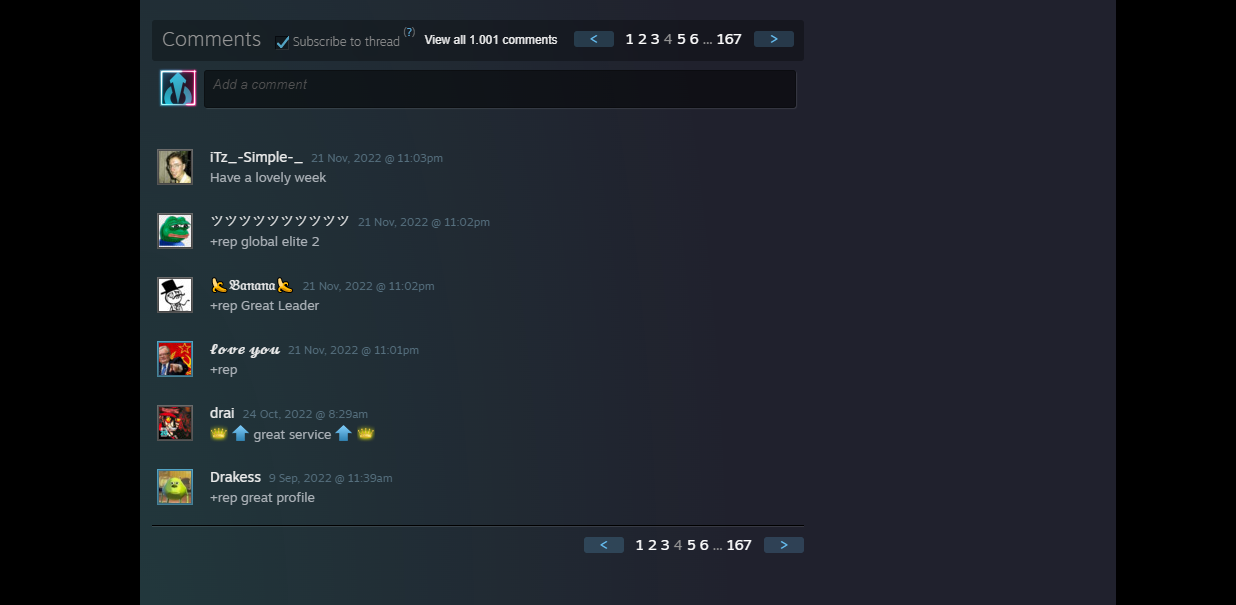 Comments Subscribe to thread (?) View all 1.001 comments < 1 2 3 4 5 6 ... 167 >
Add a comment
iTz_-Simple-_ 21 Nov, 2022 @ 11:03pm
Have a lovely week
ツツツツツツツツツツ 21 Nov, 2022 @ 11:02pm
+rep global elite 2
🍌𝕭𝖆𝖓𝖆𝖓𝖆🍌 21 Nov, 2022 @ 11:02pm
+rep Great Leader
𝓵𝓸𝓿𝓮 𝔂𝓸𝓾 21 Nov, 2022 @ 11:01pm
+rep
drai 24 Oct, 2022 @ 8:29am
great service
Drakess 9 Sep, 2022 @ 11:39am
+rep great profile
< 1 2 3 4 5 6 ... 167 >